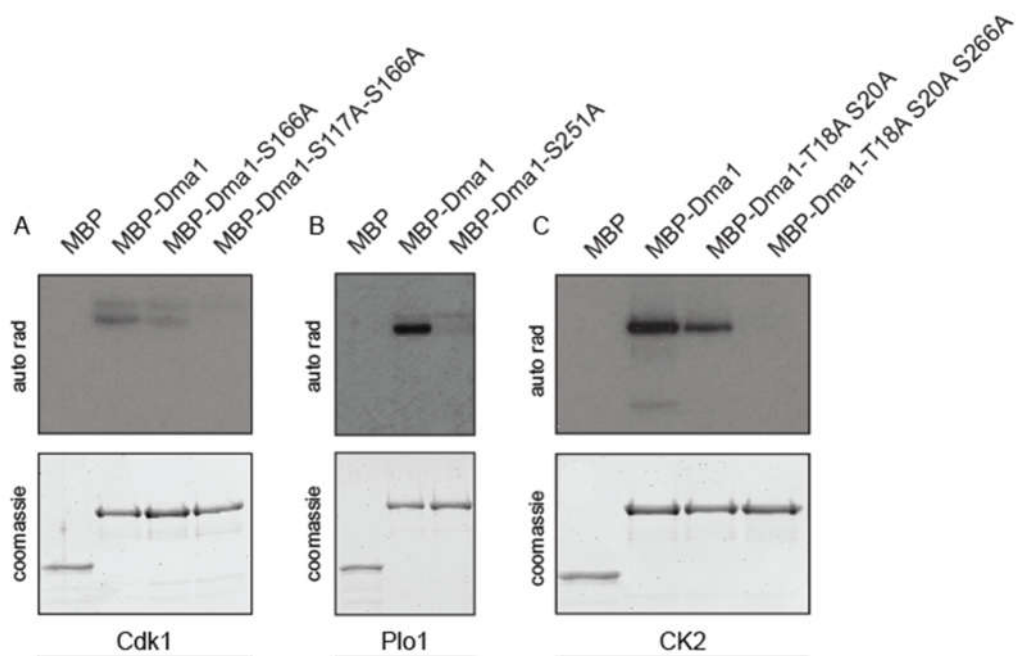 A
MBP
MBP-Dma1
MBP-Dma1-S166A
MBP-Dma1-S117A-S166A
B
MBP
MBP-Dma1
MBP-Dma1-S251A
C
MBP
MBP-Dma1
MBP-Dma1-T18A S20A
MBP-Dma1-T18A S20A S266A
auto rad
auto rad
auto rad
coomassie
coomassie
coomassie
Cdk1
Plo1
CK2